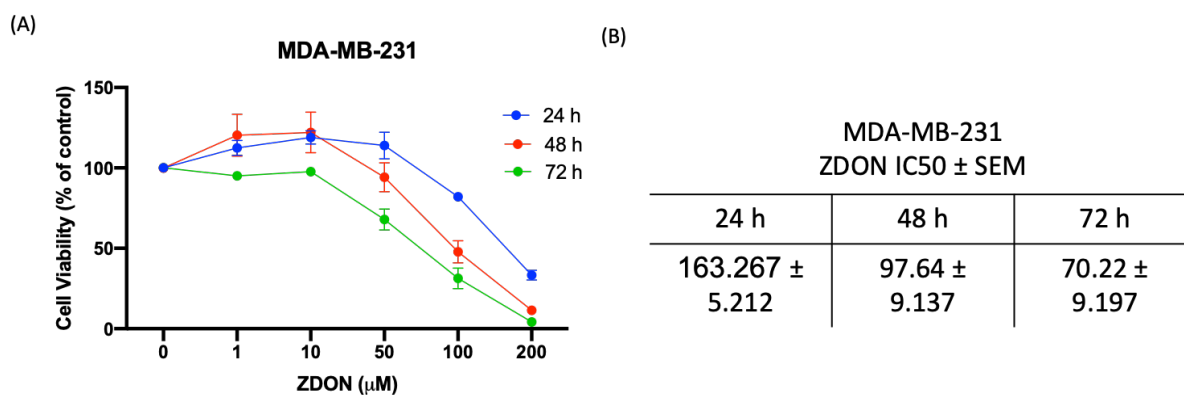 (A)
MDA-MB-231
Cell Viability (% of control)
150
100
50
0
0 1 10 50 100 200
ZDON (μM)
24 h
48 h
72 h
(B)
MDA-MB-231
ZDON IC50 ± SEM
24 h 48 h 72 h
163.267 ± 97.64 ± 70.22 ±
5.212 9.137 9.197